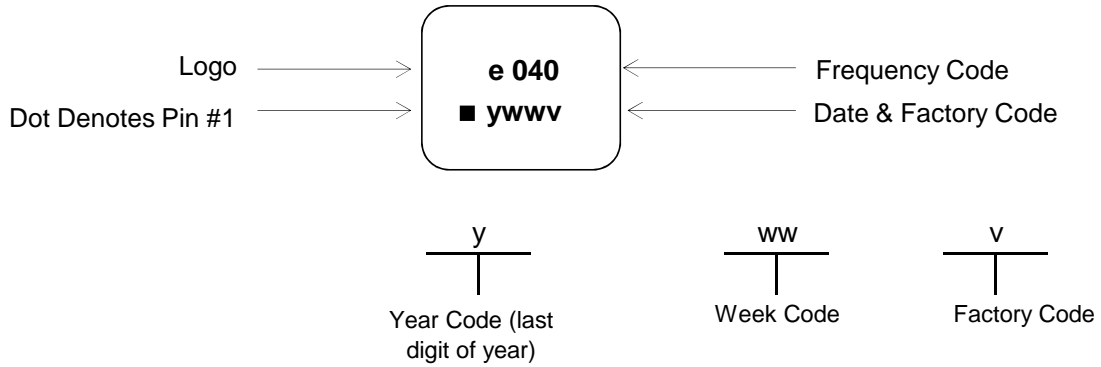 Logo
e 040
Frequency Code
Dot Denotes Pin #1
■ ywwv
Date & Factory Code
y
ww
v
Year Code (last
digit of year)
Week Code
Factory Code